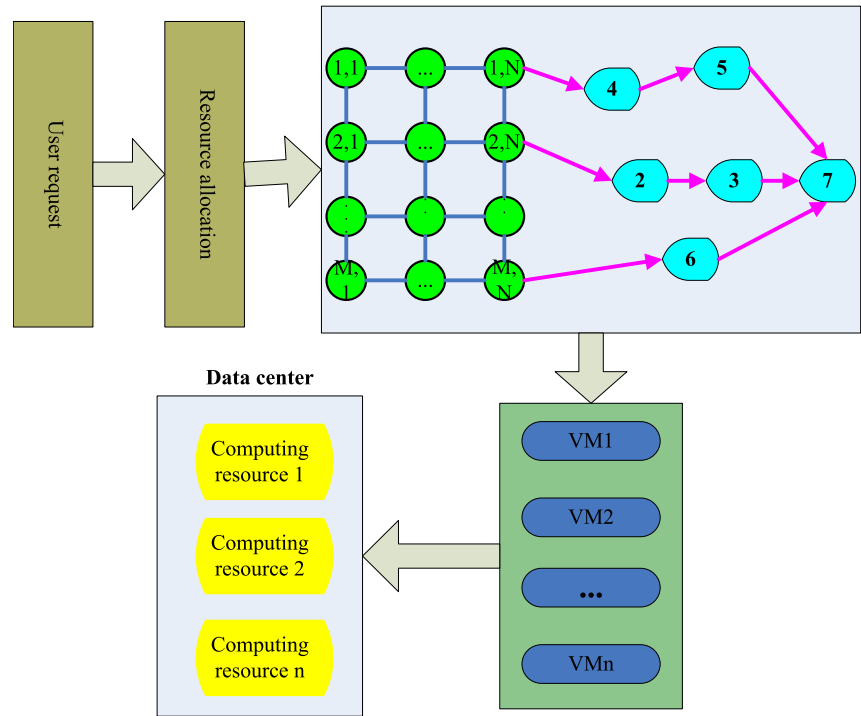 User request
Resource allocation
1,1
...
1,N
4
5
2,1
...
2,N
2
3
7
.
.
.
.
.
6
M,
1
...
M,
N
Data center
Computing
resource 1
Computing
resource 2
Computing
resource n
VM1
VM2
...
VMn